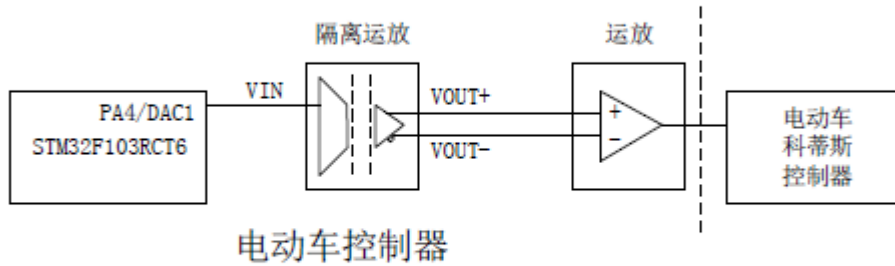 隔离运放
运放
VIN
PA4/DAC1
STM32F103RCT6
VOUT+
VOUT-
+
-
电动车
科蒂斯
控制器
电动车控制器